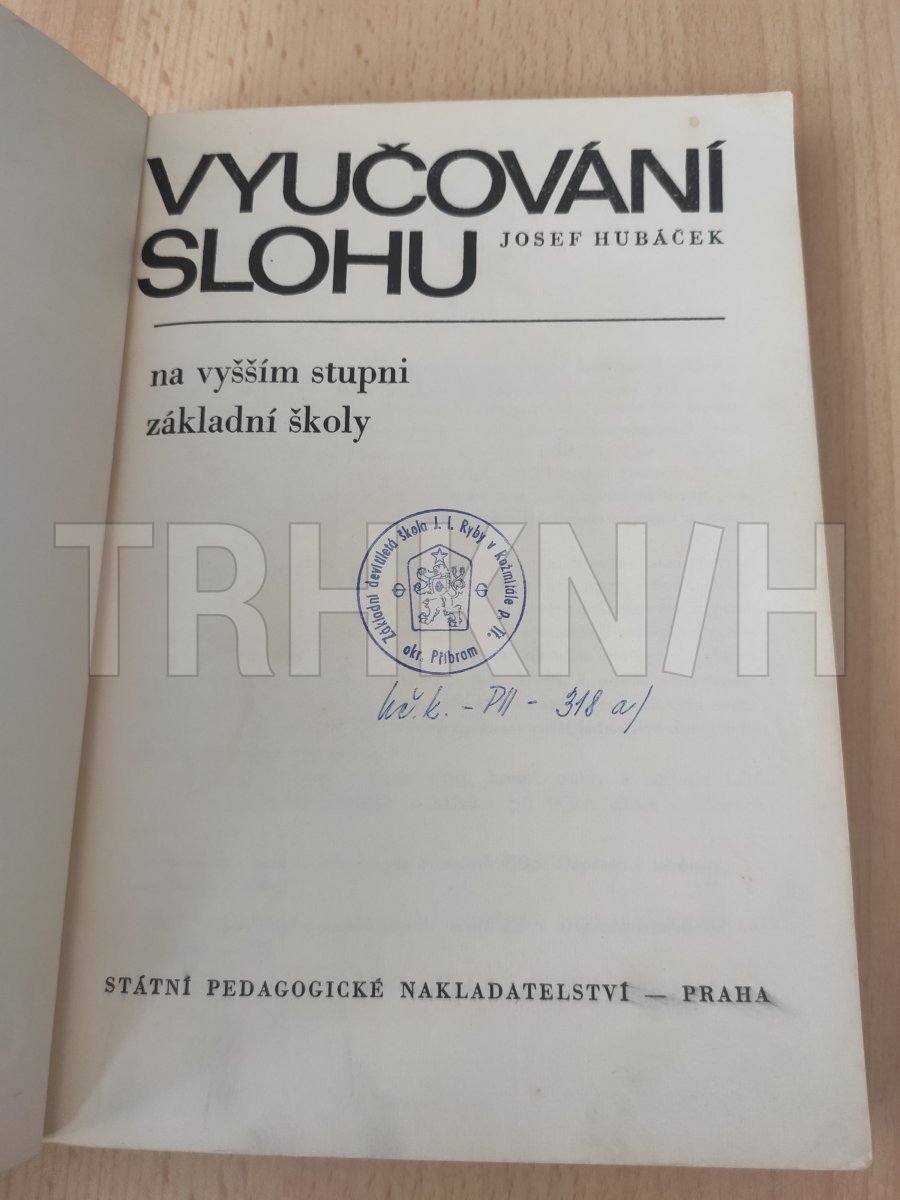 VYUČOVÁNÍ
SLOHU
JOSEF HUBÁČEK
na vyšším stupni
základní školy
Základní devítiletá škola J. J. Ryby v Rožmitále p. Tř.
okr. Příbram
uč. k. - PII - 318 a/
STÁTNÍ PEDAGOGICKÉ NAKLADATELSTVÍ — PRAHA
TRHKNIH